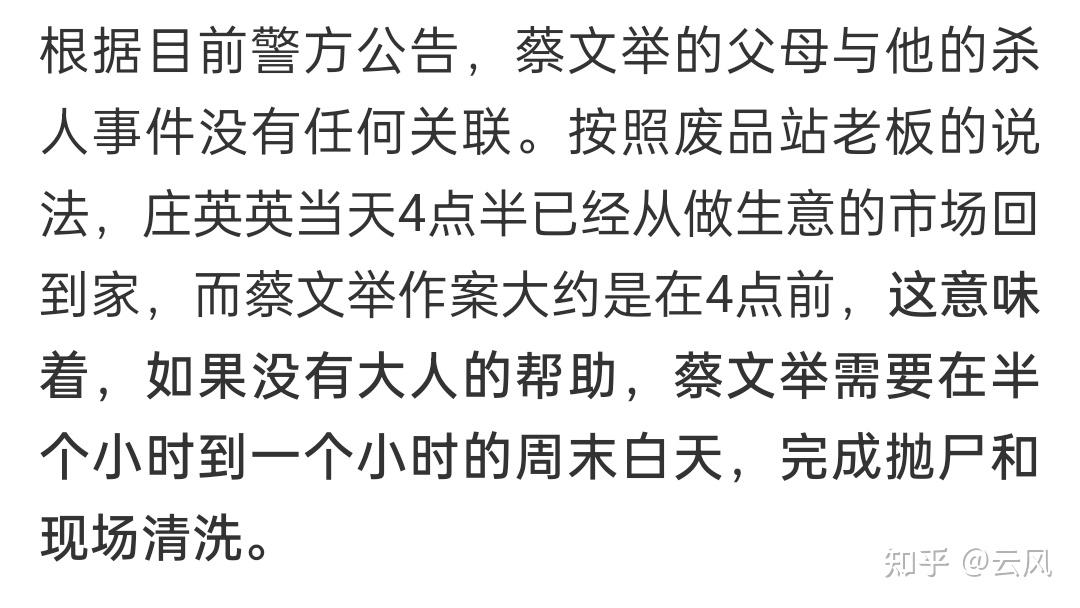 根据目前警方公告，蔡文举的父母与他的杀
人事件没有任何关联。按照废品站老板的说
法，庄英英当天4点半已经从做生意的市场回
到家，而蔡文举作案大约是在4点前，这意味
着，如果没有大人的帮助，蔡文举需要在半
个小时到一个小时的周末白天，完成抛尸和
现场清洗。
知乎 @云风